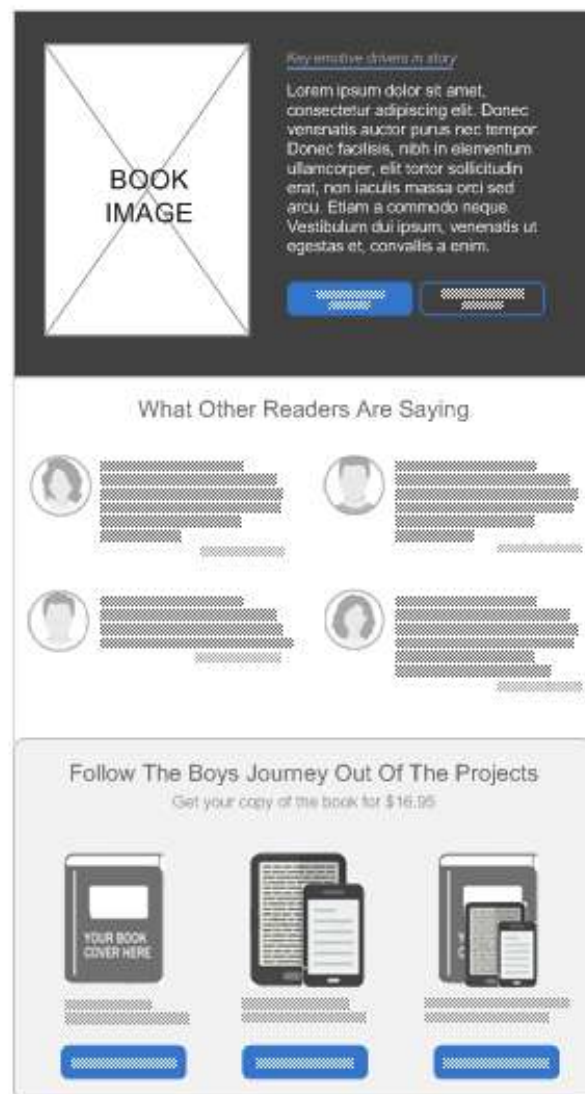 BOOK
IMAGE
Key emotive drivers in story
Lorem ipsum dolor sit amet,
consectetur adipiscing elit. Donec
venenatis auctor purus nec tempor.
Donec facilisis, nibh in elementum
ullamcorper, elit tortor sollicitudin
erat, non iaculis massa orci sed
arcu. Etiam a commodo neque.
Vestibulum dui ipsum, venenatis ut
egestas et, convallis a enim.
What Other Readers Are Saying
Follow The Boys Journey Out Of The Projects
Get your copy of the book for $16.95
YOUR BOOK
COVER HERE